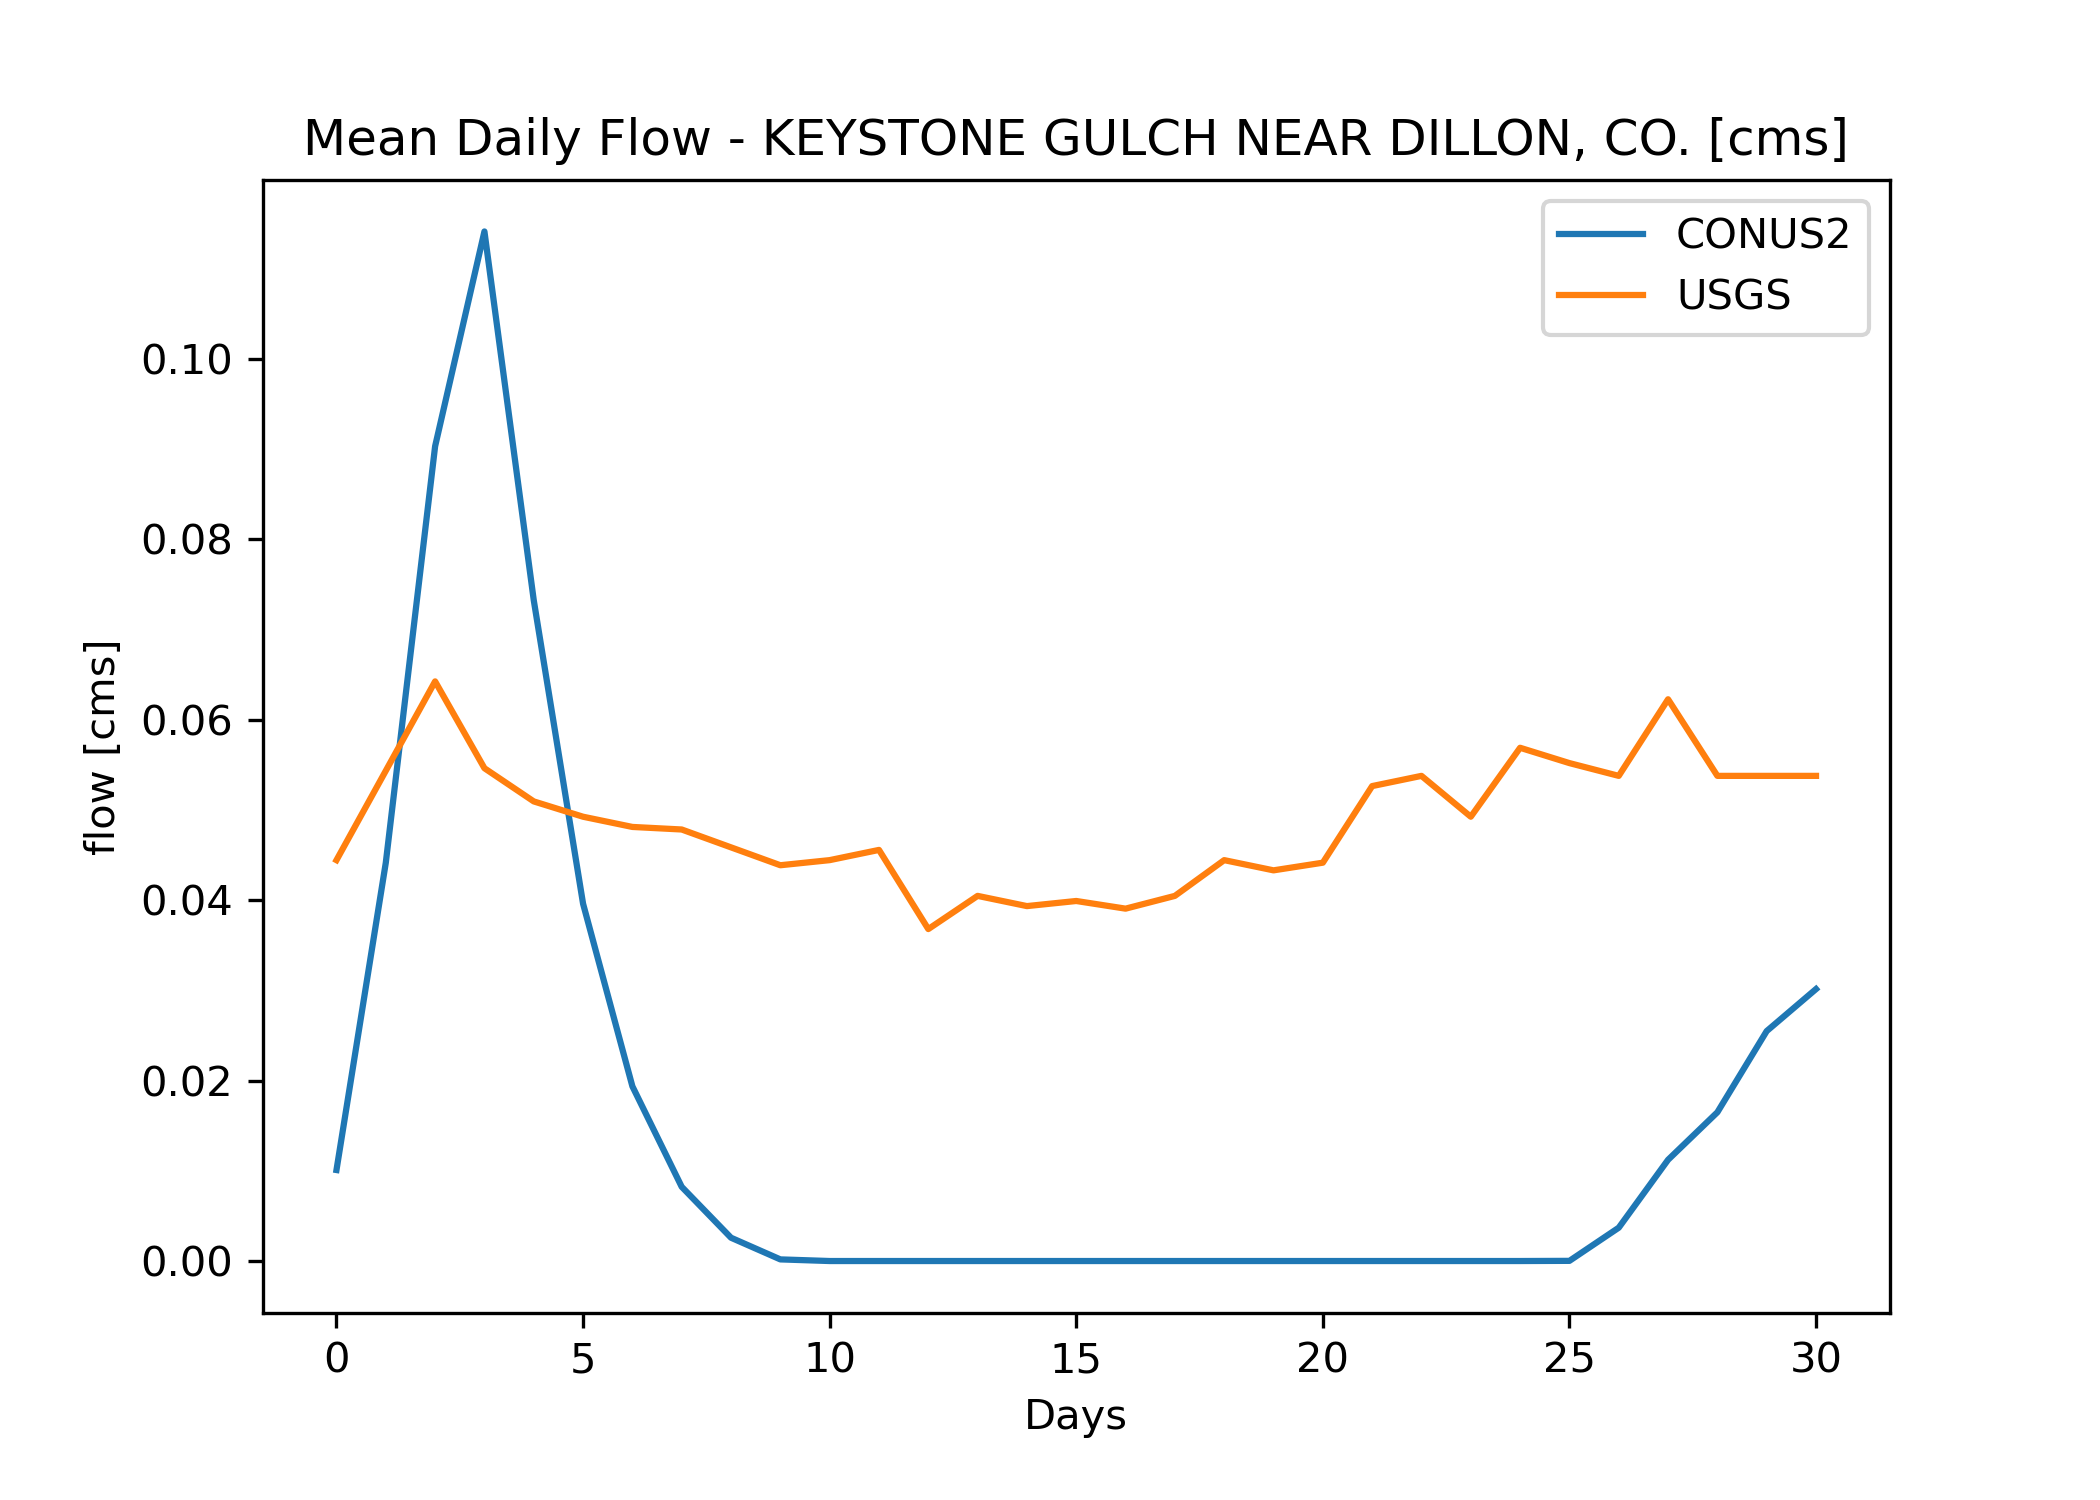 Mean Daily Flow - KEYSTONE GULCH NEAR DILLON, CO. [cms]
CONUS2
USGS
0.10
0.08
0.06
0.04
0.02
0.00
flow [cms]
0 5 10 15 20 25 30
Days